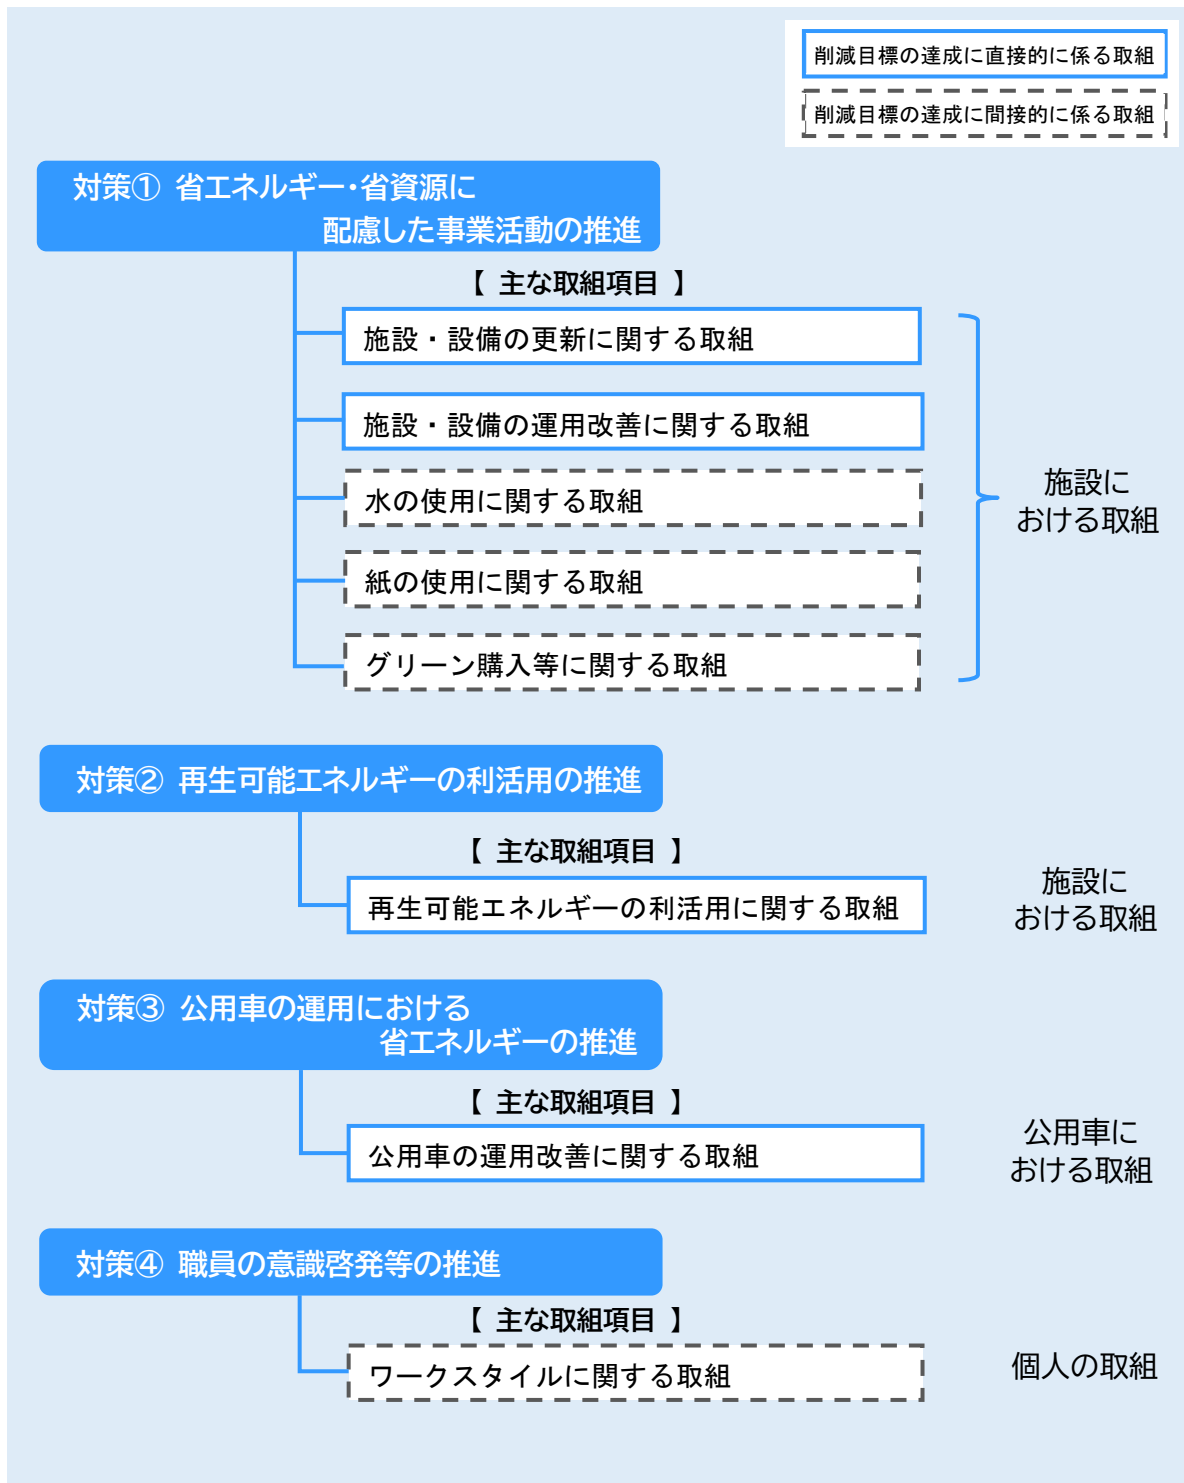 削減目標の達成に直接的に係る取組
削減目標の達成に間接的に係る取組
対策① 省エネルギー・省資源に
配慮した事業活動の推進
【 主な取組項目 】
施設・設備の更新に関する取組
施設・設備の運用改善に関する取組
水の使用に関する取組
紙の使用に関する取組
グリーン購入等に関する取組
施設に
おける取組
対策② 再生可能エネルギーの利活用の推進
【 主な取組項目 】
再生可能エネルギーの利活用に関する取組
施設に
おける取組
対策③ 公用車の運用における
省エネルギーの推進
【 主な取組項目 】
公用車の運用改善に関する取組
公用車に
おける取組
対策④ 職員の意識啓発等の推進
【 主な取組項目 】
ワークスタイルに関する取組
個人の取組